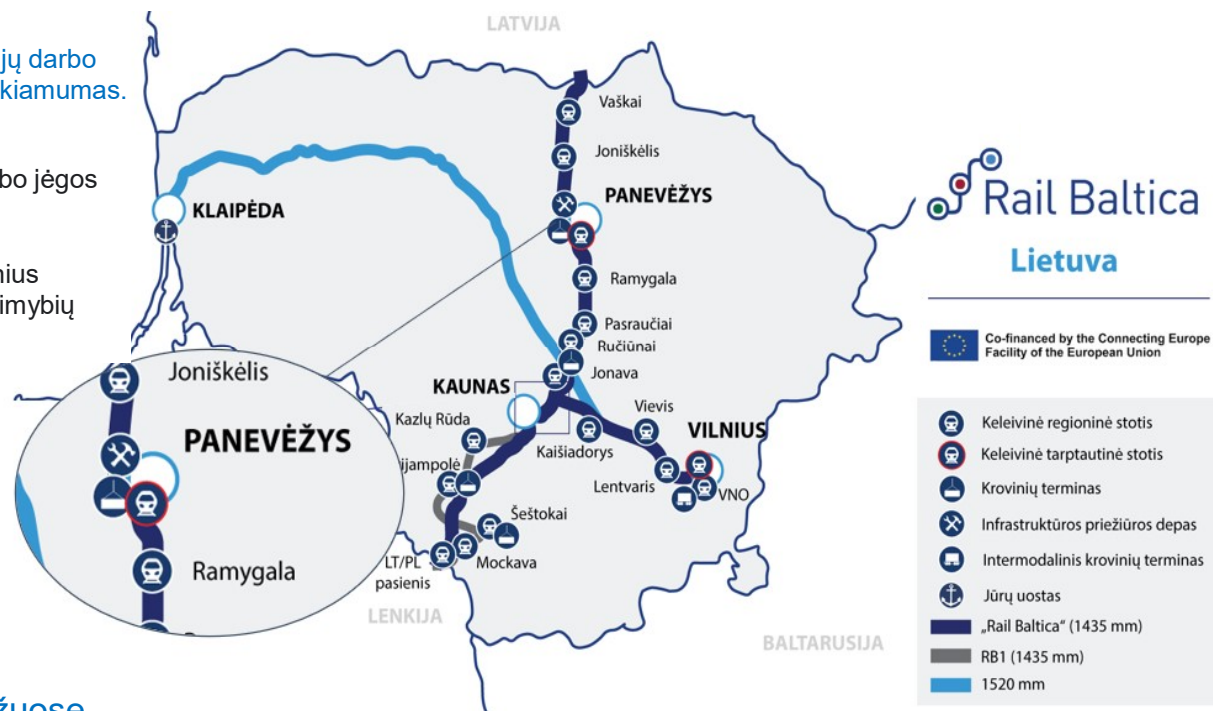 LATVIJA
jų darbo
kiamumas.
bo jėgos
nius
imybių
Vaškai
Joniškėlis
PANEVĖŽYS
KLAIPĖDA
Ramygala
Pasraučiai
Ručiūnai
Jonava
KAUNAS
Kazlų Rūda
Vievis
VILNIUS
Kaišiadorys
ijampolė
Lentvaris
VNO
Šeštokai
Mockava
LT/PL
pasienis
LENKIJA
BALTARUSIJA
Joniškėlis
PANEVĖŽYS
Ramygala
žuose
Rail Baltica
Lietuva
Co-financed by the Connecting Europe
Facility of the European Union
Keleivinė regioninė stotis
Keleivinė tarptautinė stotis
Krovinių terminas
Infrastruktūros priežiūros depas
Intermodalinis krovinių terminas
Jūrų uostas
„Rail Baltica“ (1435 mm)
RB1 (1435 mm)
1520 mm